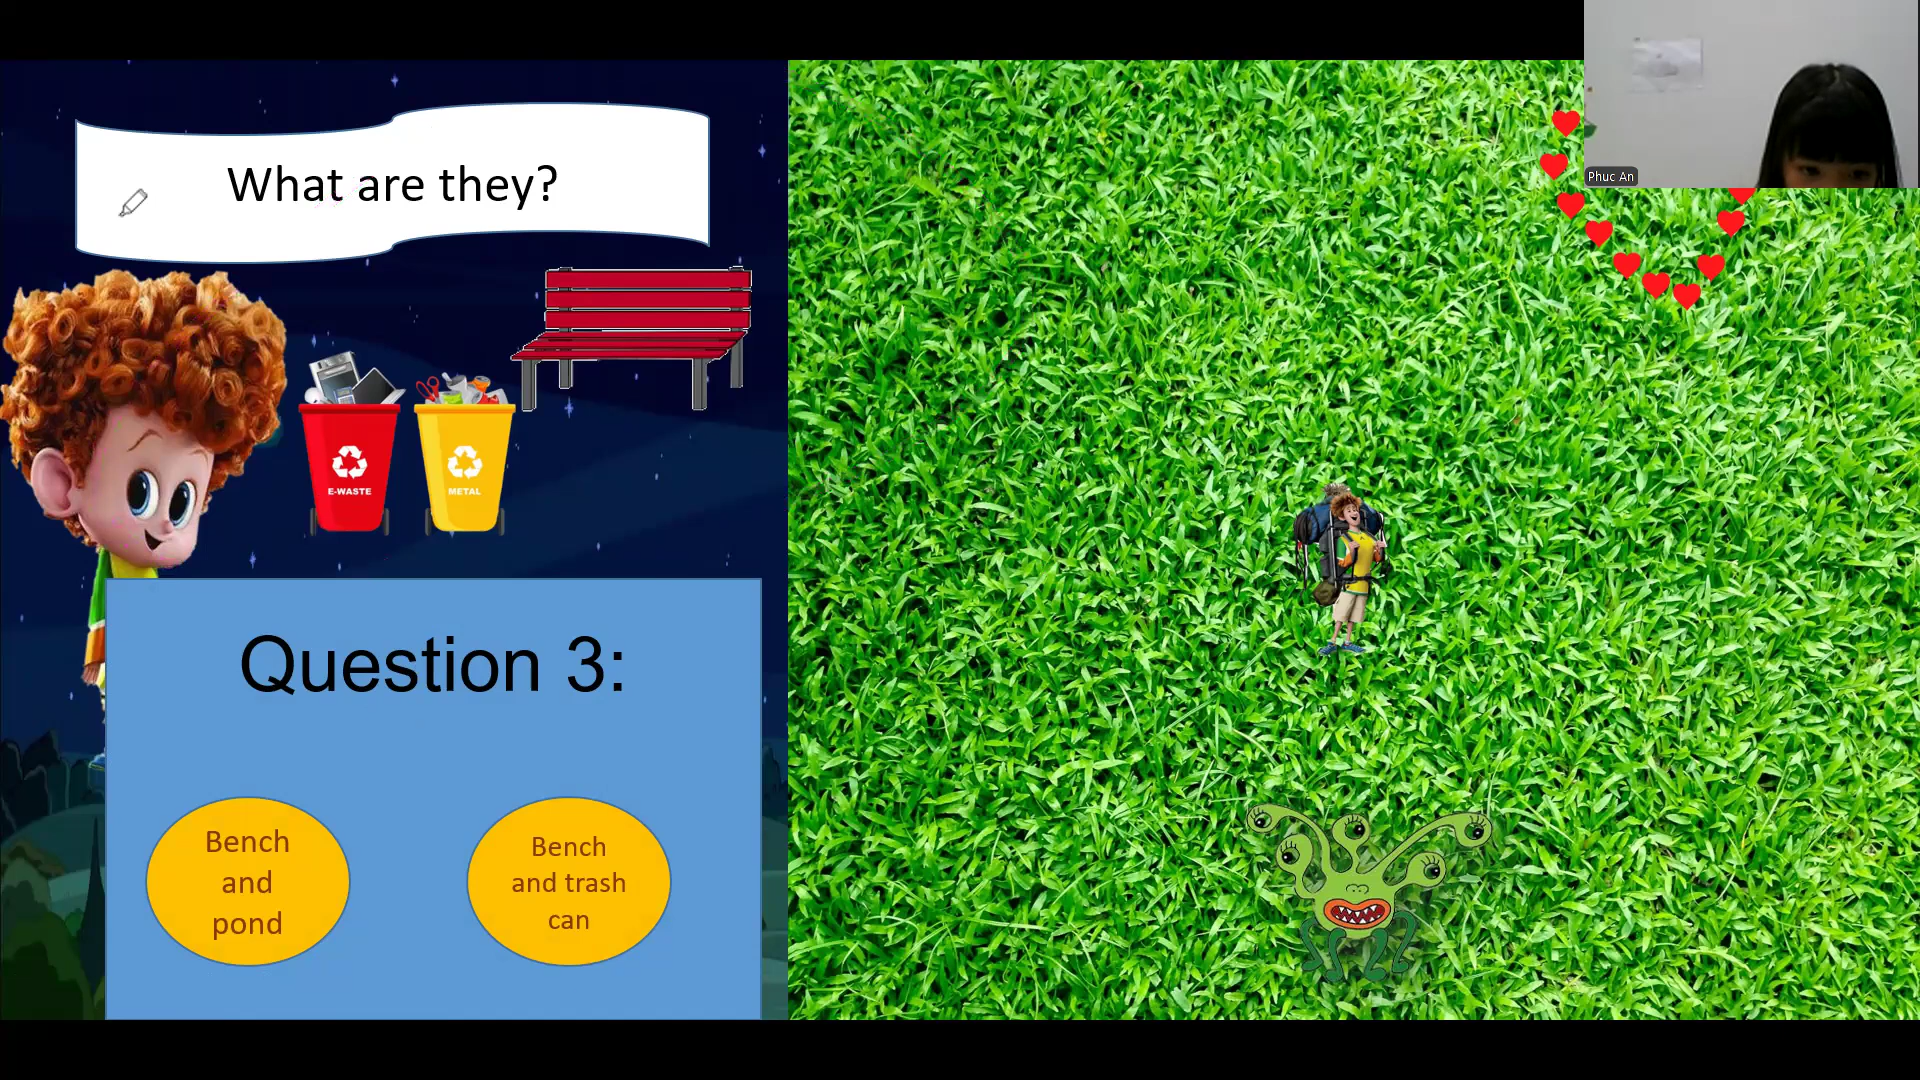 What are they?
E-WASTE
METAL
Question 3:
Bench
and
pond
Bench
and trash
can
Phuc An